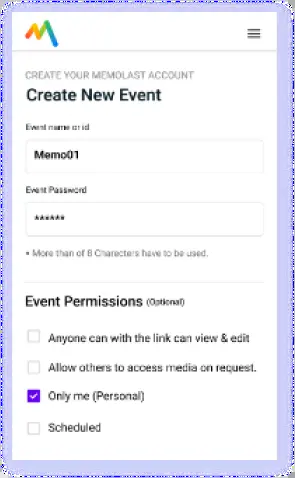 CREATE YOUR MEMOLAST ACCOUNT
Create New Event
Event name or id
Memo01
Event Password
******
• More than of 8 Characters have to be used.
Event Permissions (Optional)
Anyone can with the link can view & edit
Allow others to access media on request.
Only me (Personal)
Scheduled